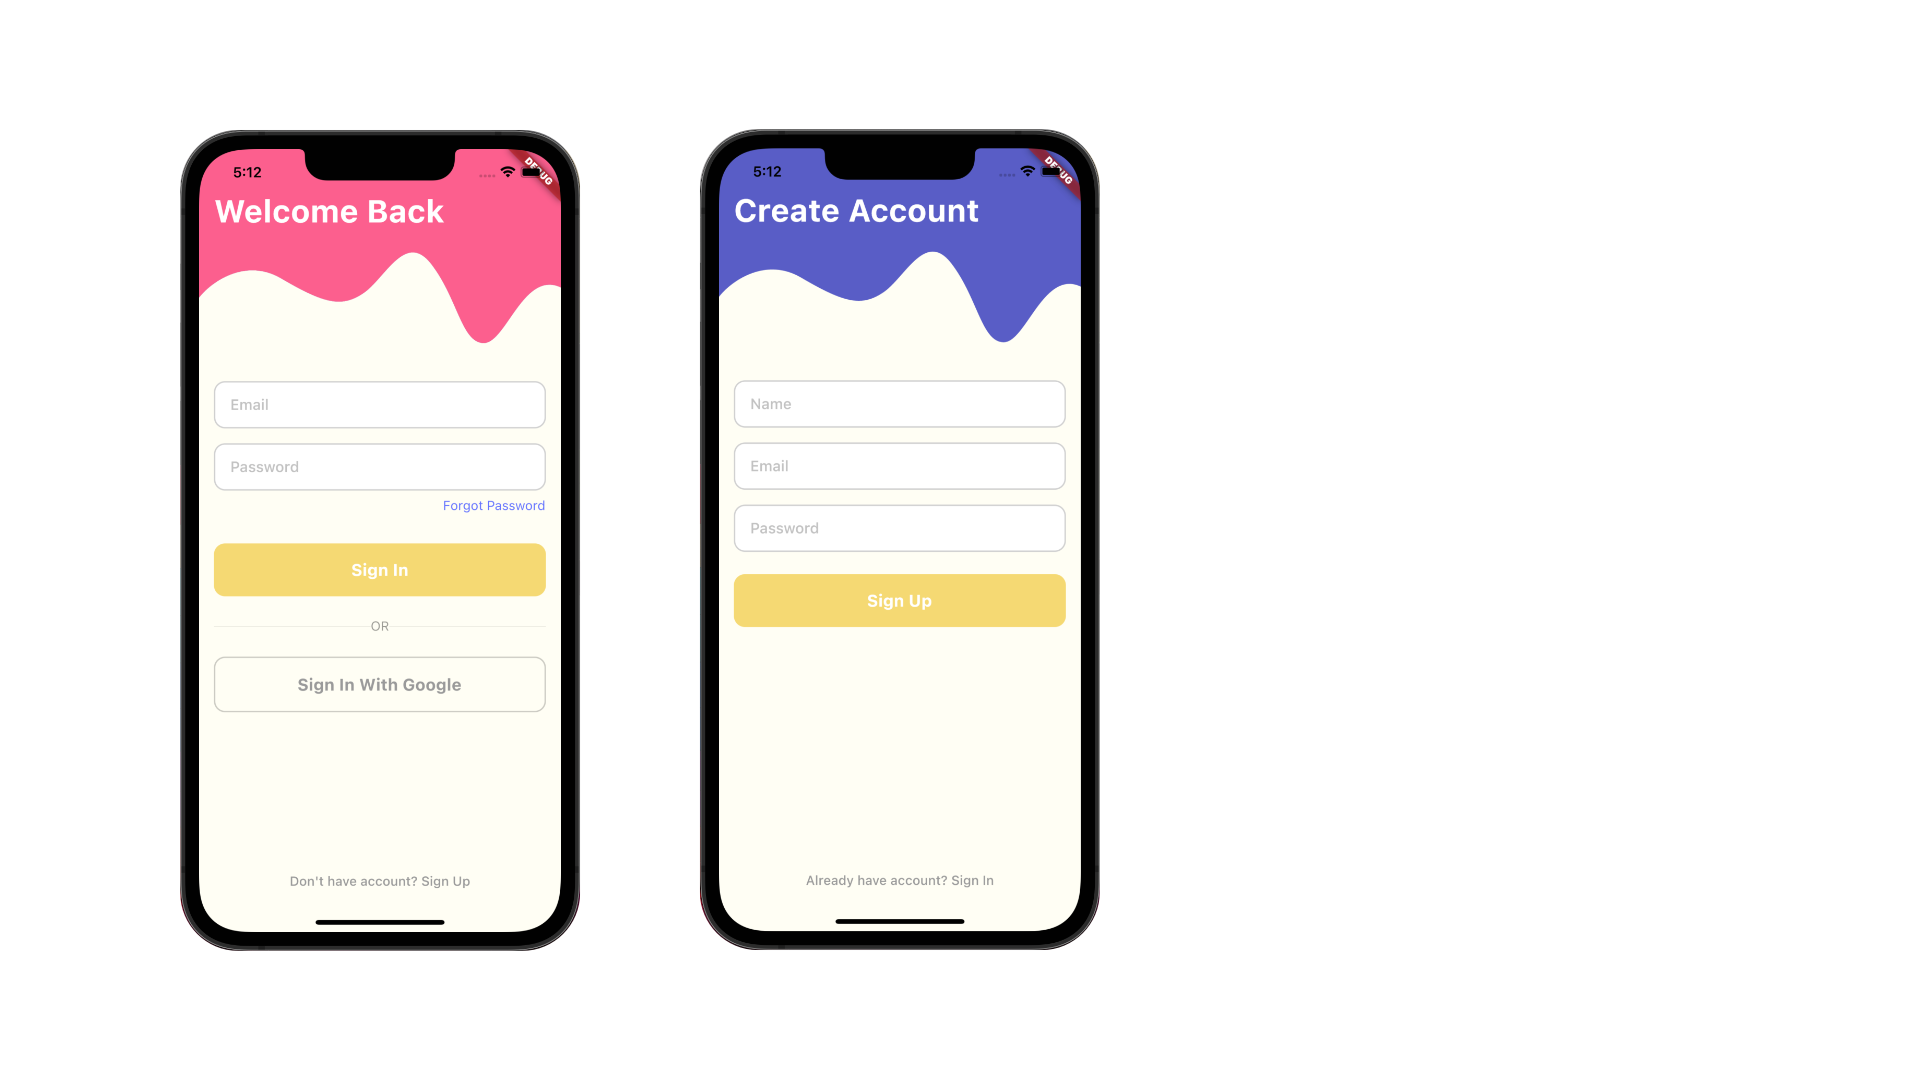 5:12
DEBUG
Welcome Back
Email
Password
Forgot Password
Sign In
OR
Sign In With Google
Don't have account? Sign Up
5:12
DEBUG
Create Account
Name
Email
Password
Sign Up
Already have account? Sign In